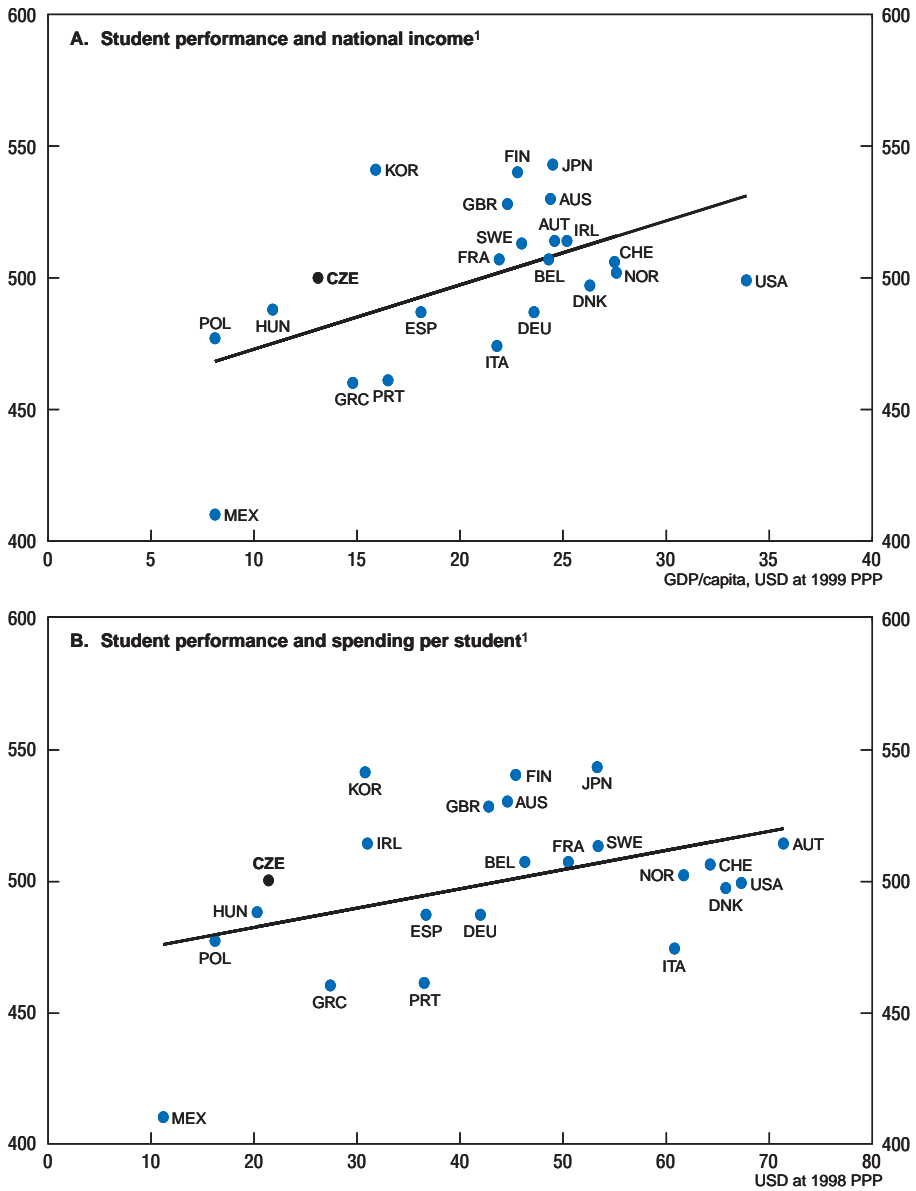 600 600
A. Student performance and national income¹
550 550
FIN
KOR JPN
GBR AUS
AUT IRL
SWE
FRA CHE
500 CZE BEL NOR 500
USA
DNK
POL HUN ESP DEU
ITA
GRC PRT
450 450
MEX
400 400
0 5 10 15 20 25 30 35 40
GDP/capita, USD at 1999 PPP
600 600
B. Student performance and spending per student¹
550 550
FIN
KOR JPN
GBR AUS
IRL FRA SWE AUT
CZE BEL CHE
500 NOR USA 500
HUN DNK
ESP DEU
POL ITA
GRC PRT
450 450
MEX
400 400
0 10 20 30 40 50 60 70 80
USD at 1998 PPP